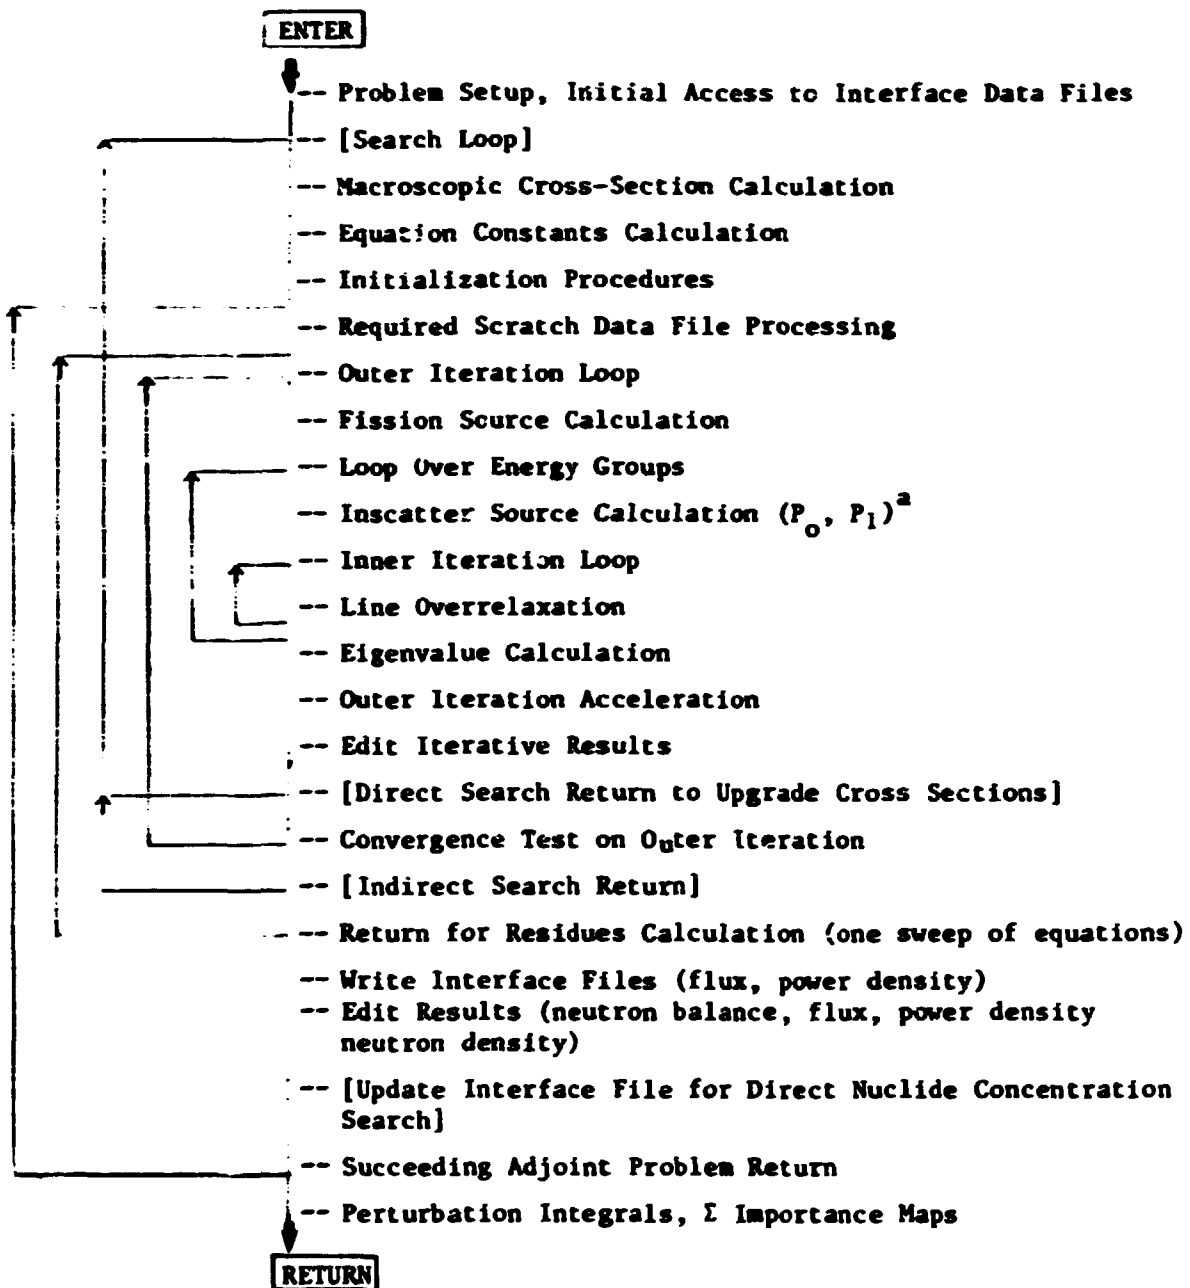 ENTER
-- Problem Setup, Initial Access to Interface Data Files
-- [Search Loop]
-- Macroscopic Cross-Section Calculation
-- Equation Constants Calculation
-- Initialization Procedures
-- Required Scratch Data File Processing
-- Outer Iteration Loop
-- Fission Source Calculation
-- Loop Over Energy Groups
-- Inscatter Source Calculation (P_o, P_1)^a
-- Inner Iteration Loop
-- Line Overrelaxation
-- Eigenvalue Calculation
-- Outer Iteration Acceleration
-- Edit Iterative Results
-- [Direct Search Return to Upgrade Cross Sections]
-- Convergence Test on Outer Iteration
-- [Indirect Search Return]
-- Return for Residues Calculation (one sweep of equations)
-- Write Interface Files (flux, power density)
-- Edit Results (neutron balance, flux, power density
neutron density)
-- [Update Interface File for Direct Nuclide Concentration
Search]
-- Succeeding Adjoint Problem Return
-- Perturbation Integrals, Σ Importance Maps
RETURN